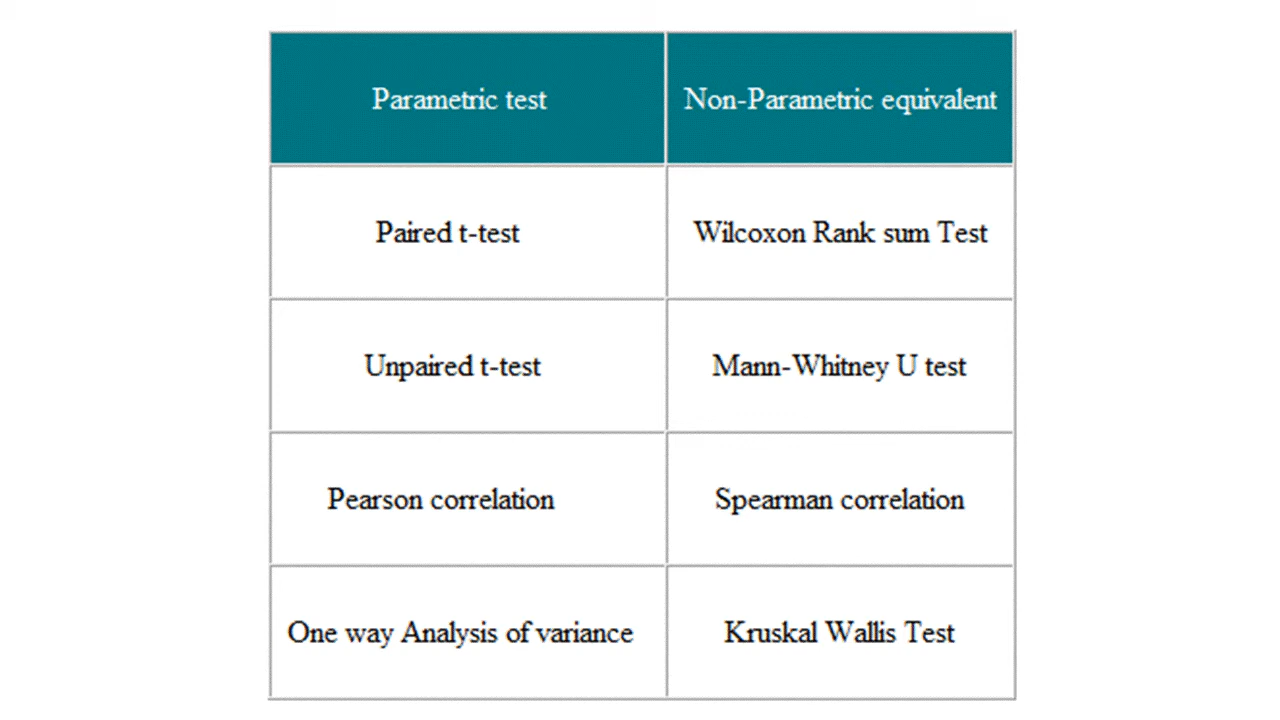 Parametric test
Non-Parametric equivalent
Paired t-test
Wilcoxon Rank sum Test
Unpaired t-test
Mann-Whitney U test
Pearson correlation
Spearman correlation
One way Analysis of variance
Kruskal Wallis Test